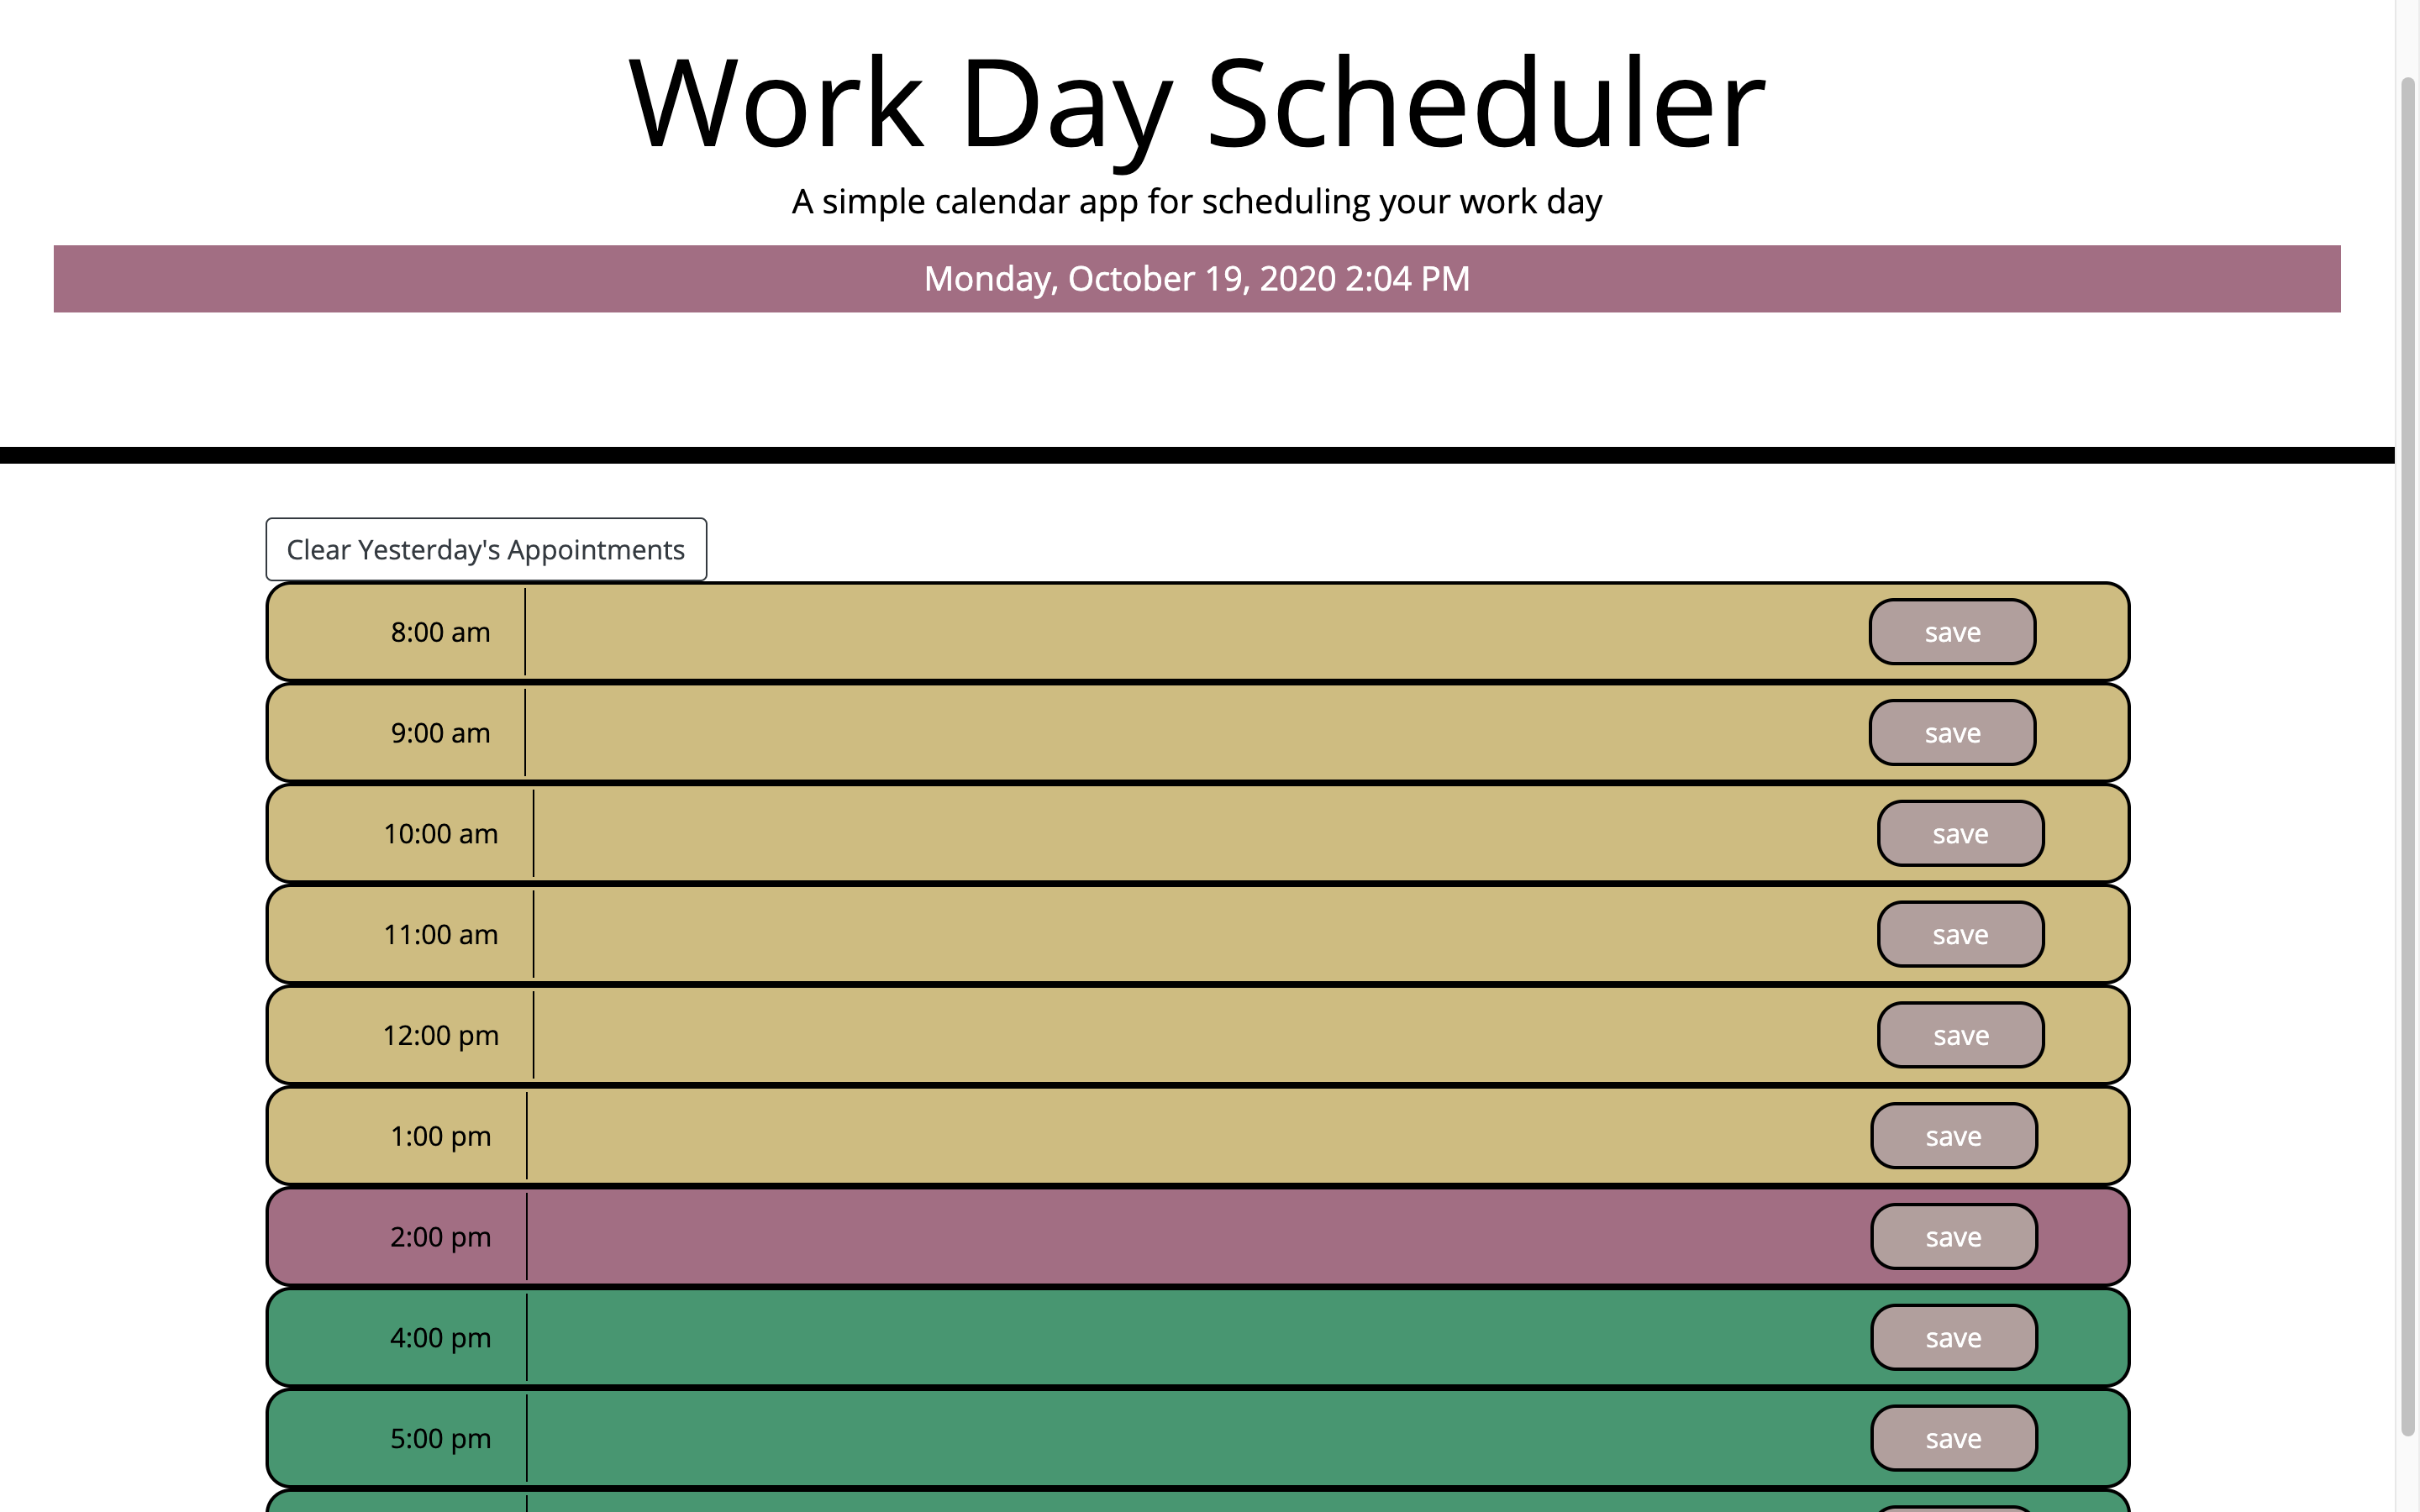 Work Day Scheduler
A simple calendar app for scheduling your work day
Monday, October 19, 2020 2:04 PM
Clear Yesterday's Appointments
8:00 am save
9:00 am save
10:00 am save
11:00 am save
12:00 pm save
1:00 pm save
2:00 pm save
4:00 pm save
5:00 pm save